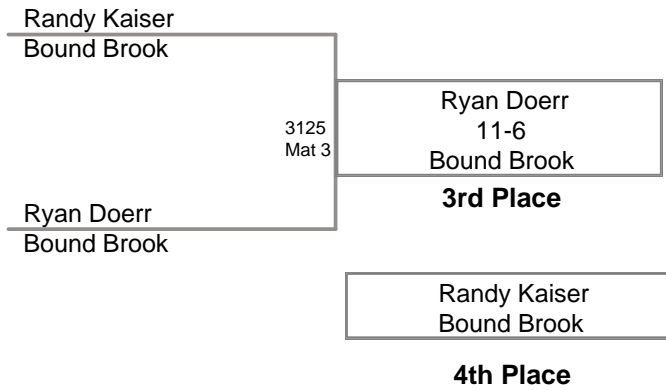 Randy Kaiser
Bound Brook
3125
Mat 3
Ryan Doerr
11-6
Bound Brook
3rd Place
Ryan Doerr
Bound Brook
Randy Kaiser
Bound Brook
4th Place